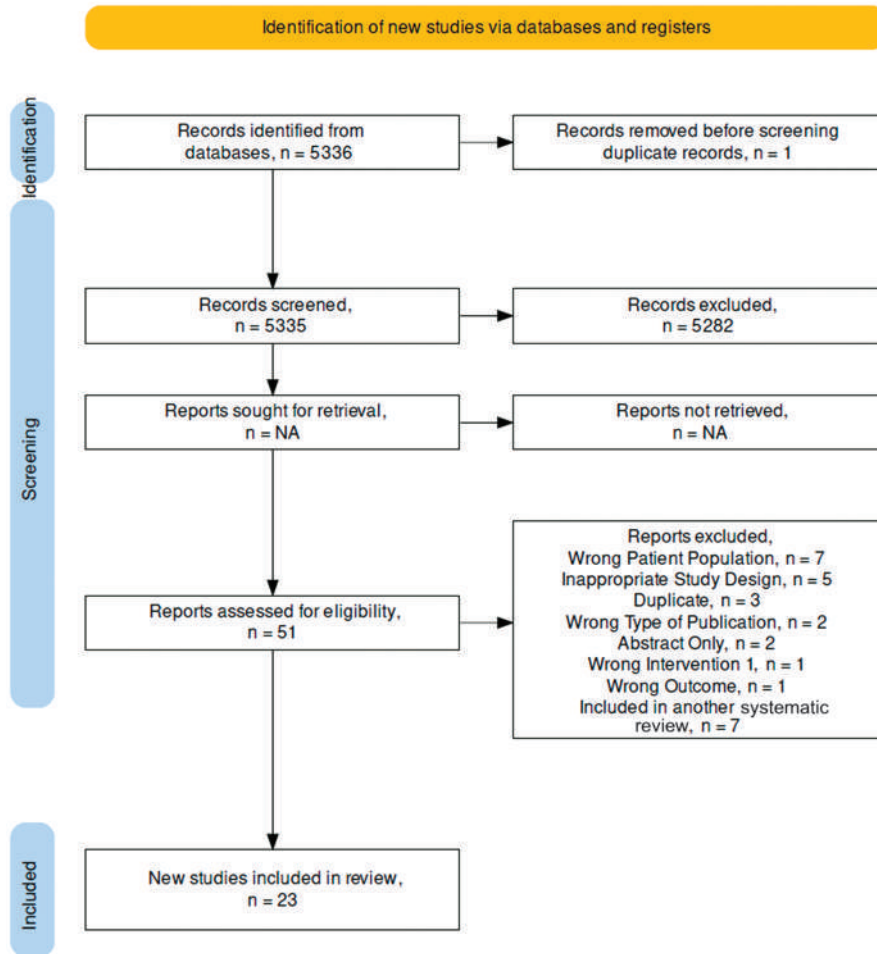 Identification of new studies via databases and registers
Identification
Records identified from
databases, n = 5336
Records removed before screening
duplicate records, n = 1
Screening
Records screened,
n = 5335
Records excluded,
n = 5282
Reports sought for retrieval,
n = NA
Reports not retrieved,
n = NA
Reports assessed for eligibility,
n = 51
Reports excluded,
Wrong Patient Population, n = 7
Inappropriate Study Design, n = 5
Duplicate, n = 3
Wrong Type of Publication, n = 2
Abstract Only, n = 2
Wrong Intervention 1, n = 1
Wrong Outcome, n = 1
Included in another systematic
review, n = 7
Included
New studies included in review,
n = 23